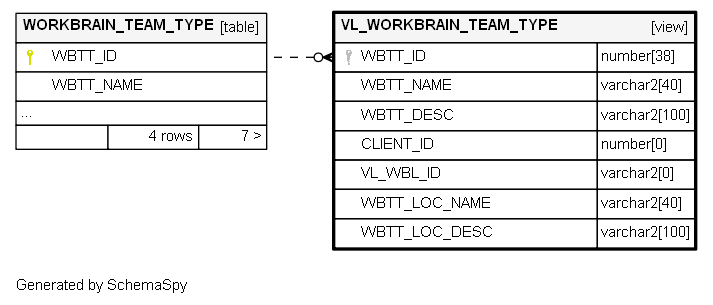 WORKBRAIN_TEAM_TYPE [table]
WBTT_ID
WBTT_NAME
...
4 rows 7 >
VL_WORKBRAIN_TEAM_TYPE [view]
WBTT_ID number[38]
WBTT_NAME varchar2[40]
WBTT_DESC varchar2[100]
CLIENT_ID number[0]
VL_WBL_ID varchar2[0]
WBTT_LOC_NAME varchar2[40]
WBTT_LOC_DESC varchar2[100]
Generated by SchemaSpy